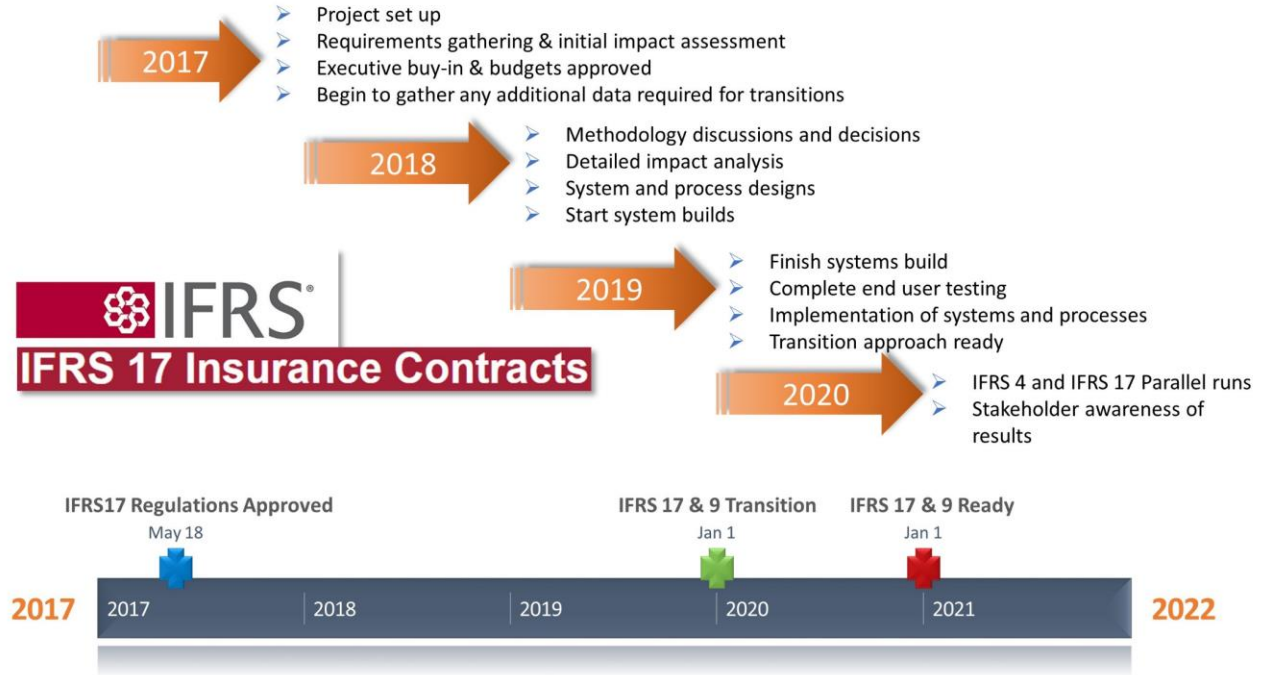 2017
Project set up
Requirements gathering & initial impact assessment
Executive buy-in & budgets approved
Begin to gather any additional data required for transitions
2018
Methodology discussions and decisions
Detailed impact analysis
System and process designs
Start system builds
2019
Finish systems build
Complete end user testing
Implementation of systems and processes
Transition approach ready
IFRS®
IFRS 17 Insurance Contracts
2020
IFRS 4 and IFRS 17 Parallel runs
Stakeholder awareness of
results
IFRS17 Regulations Approved
May 18
IFRS 17 & 9 Transition
Jan 1
IFRS 17 & 9 Ready
Jan 1
2017
2017
2018
2019
2020
2021
2022